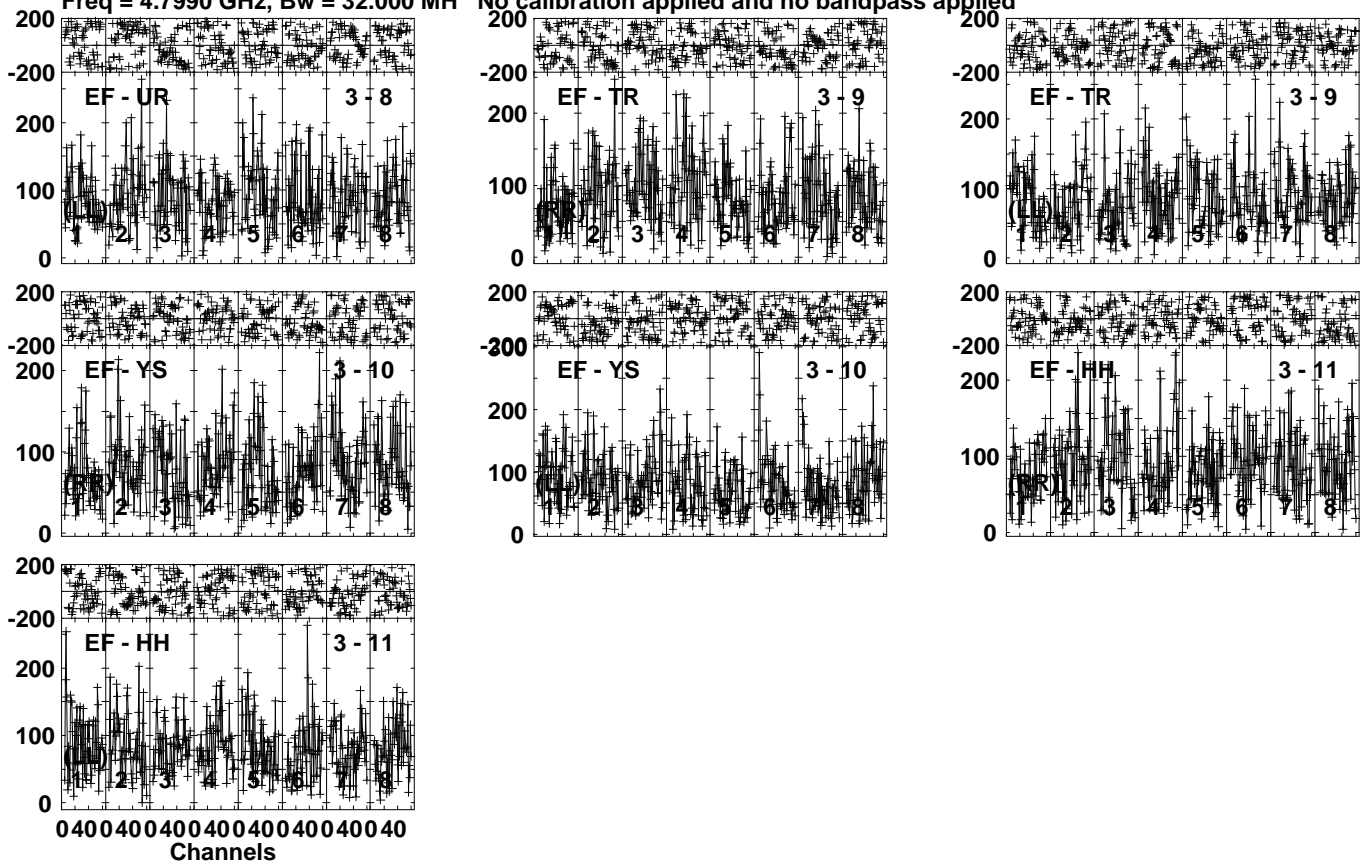 Freq = 4.7990 GHz, Bw = 32.000 MH No calibration applied and no bandpass applied
200
-200
EF - UR 3 - 8
200
100
(LL)
1 2 3 4 5 6 7 8
0
200
-200
EF - TR 3 - 9
200
100
(RR)
1 2 3 4 5 6 7 8
0
200
-200
EF - TR 3 - 9
200
100
(LL)
1 2 3 4 5 6 7 8
0
200
-200
EF - YS 3 - 10
200
100
(RR)
1 2 3 4 5 6 7 8
0
200
-200
300
EF - YS 3 - 10
200
100
(LL)
1 2 3 4 5 6 7 8
0
200
-200
EF - HH 3 - 11
200
100
(RR)
1 2 3 4 5 6 7 8
0
200
-200
EF - HH 3 - 11
200
100
(LL)
1 2 3 4 5 6 7 8
0
0 40 0 40 0 40 0 40 0 40 0 40 0 40 0 40
Channels